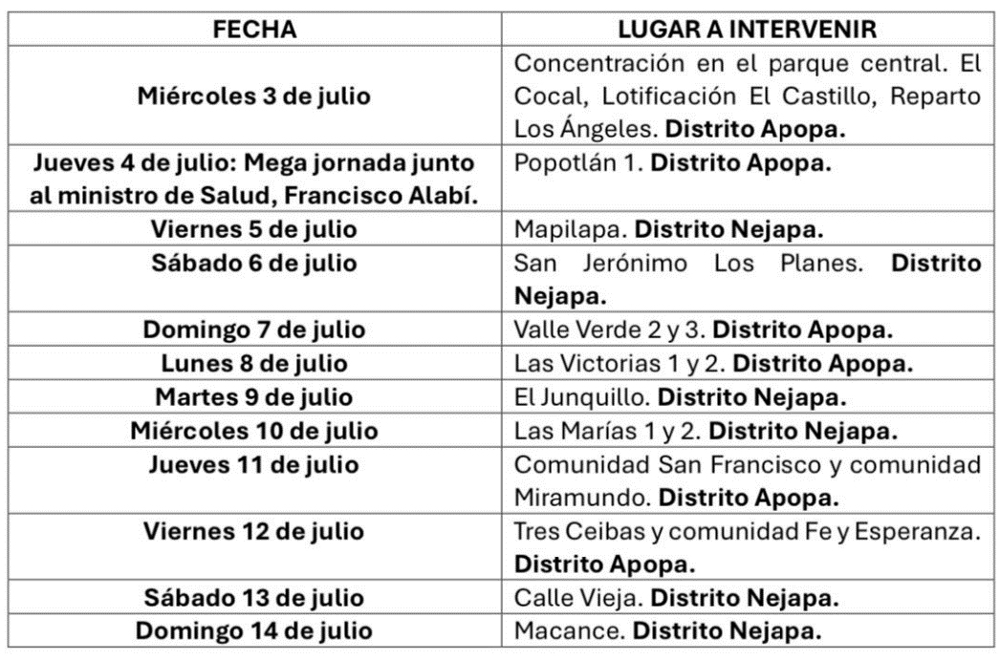 FECHA
LUGAR A INTERVENIR
Miércoles 3 de julio
Concentración en el parque central. El
Cocal, Lotificación El Castillo, Reparto
Los Ángeles. Distrito Apopa.
Jueves 4 de julio: Mega jornada junto
al ministro de Salud, Francisco Alabí.
Popotlán 1. Distrito Apopa.
Viernes 5 de julio
Mapilapa. Distrito Nejapa.
Sábado 6 de julio
San Jerónimo Los Planes. Distrito
Nejapa.
Domingo 7 de julio
Valle Verde 2 y 3. Distrito Apopa.
Lunes 8 de julio
Las Victorias 1 y 2. Distrito Apopa.
Martes 9 de julio
El Junquillo. Distrito Nejapa.
Miércoles 10 de julio
Las Marías 1 y 2. Distrito Nejapa.
Jueves 11 de julio
Comunidad San Francisco y comunidad
Miramundo. Distrito Apopa.
Viernes 12 de julio
Tres Ceibas y comunidad Fe y Esperanza.
Distrito Apopa.
Sábado 13 de julio
Calle Vieja. Distrito Nejapa.
Domingo 14 de julio
Macance. Distrito Nejapa.